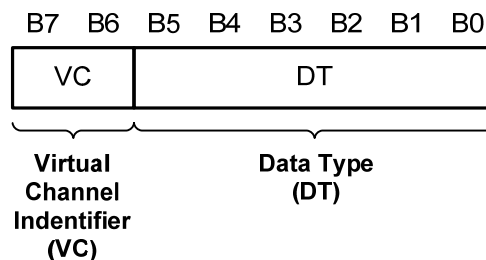 B7 B6 B5 B4 B3 B2 B1 B0
VC DT
Virtual Data Type
Channel (DT)
Indentifier
(VC)